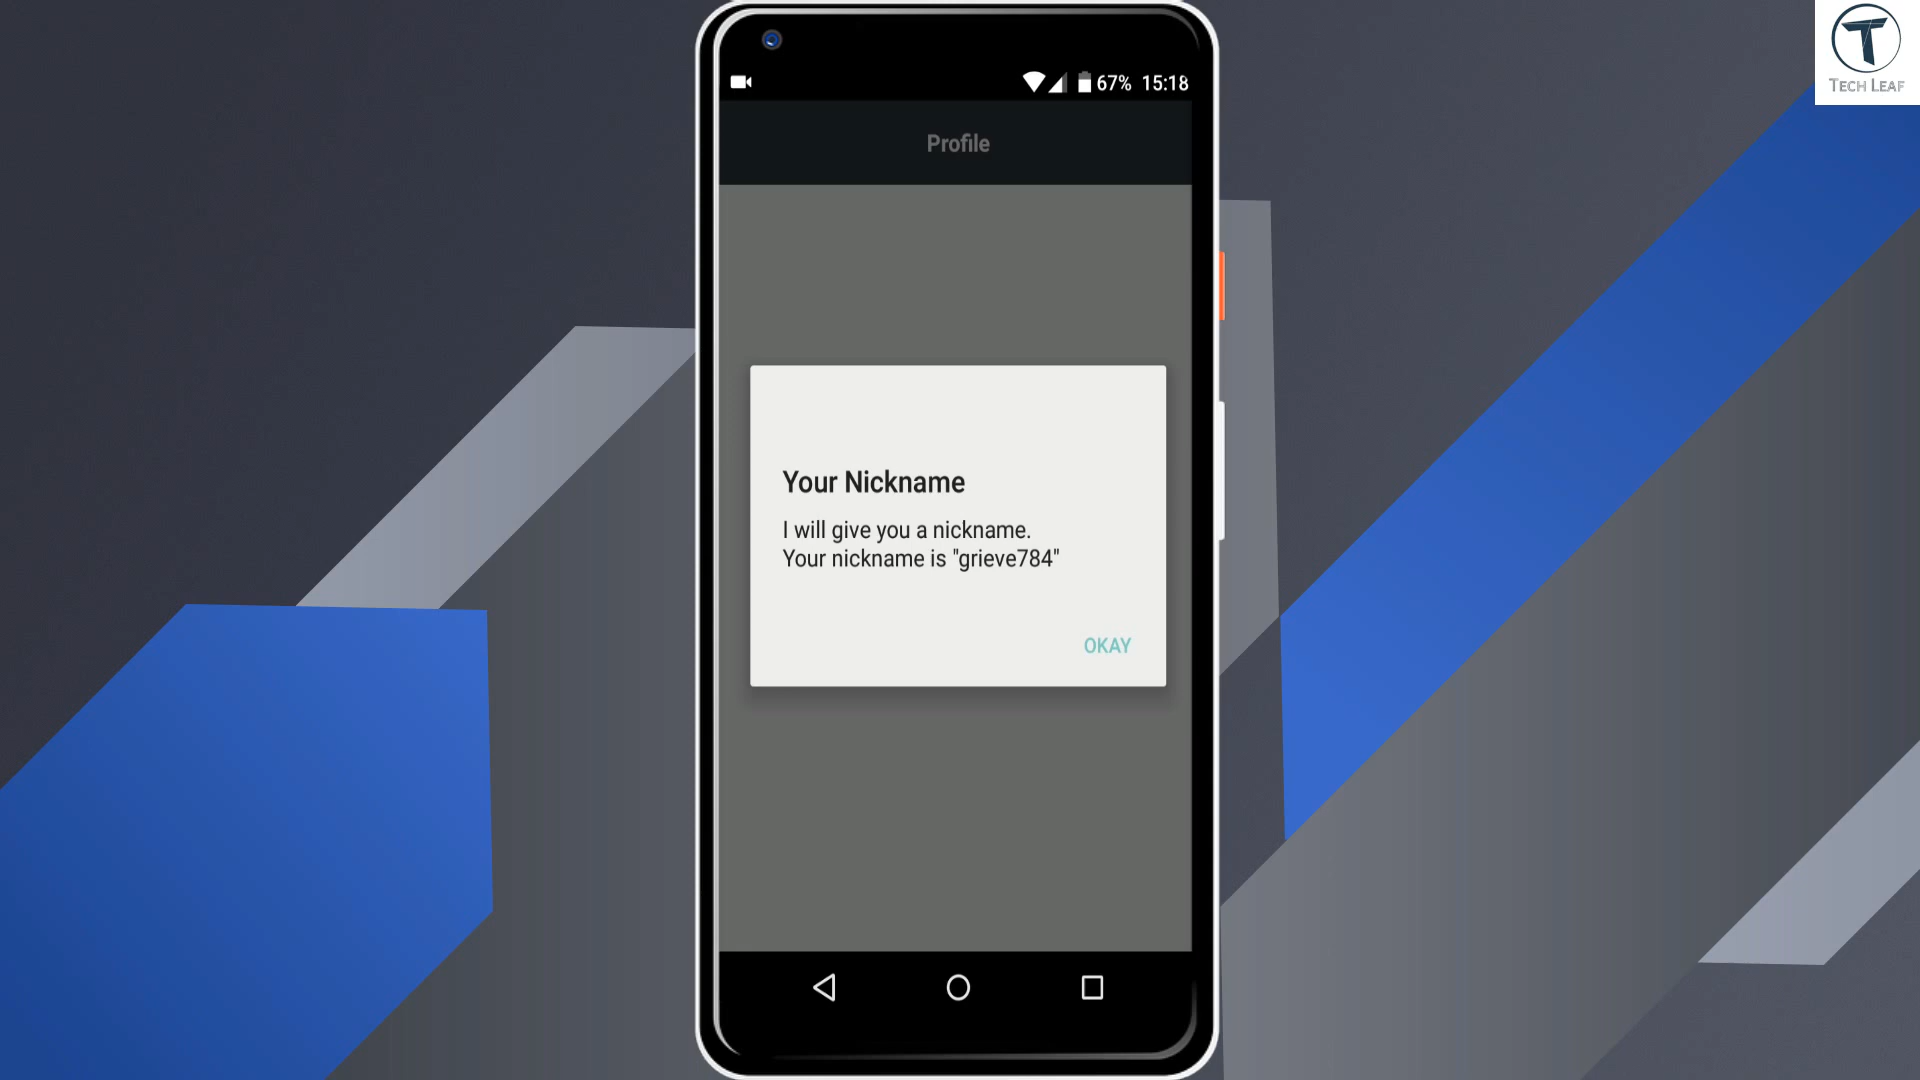 TECH LEAF
67% 15:18
Profile
Your Nickname
I will give you a nickname.
Your nickname is "grieve784"
OKAY